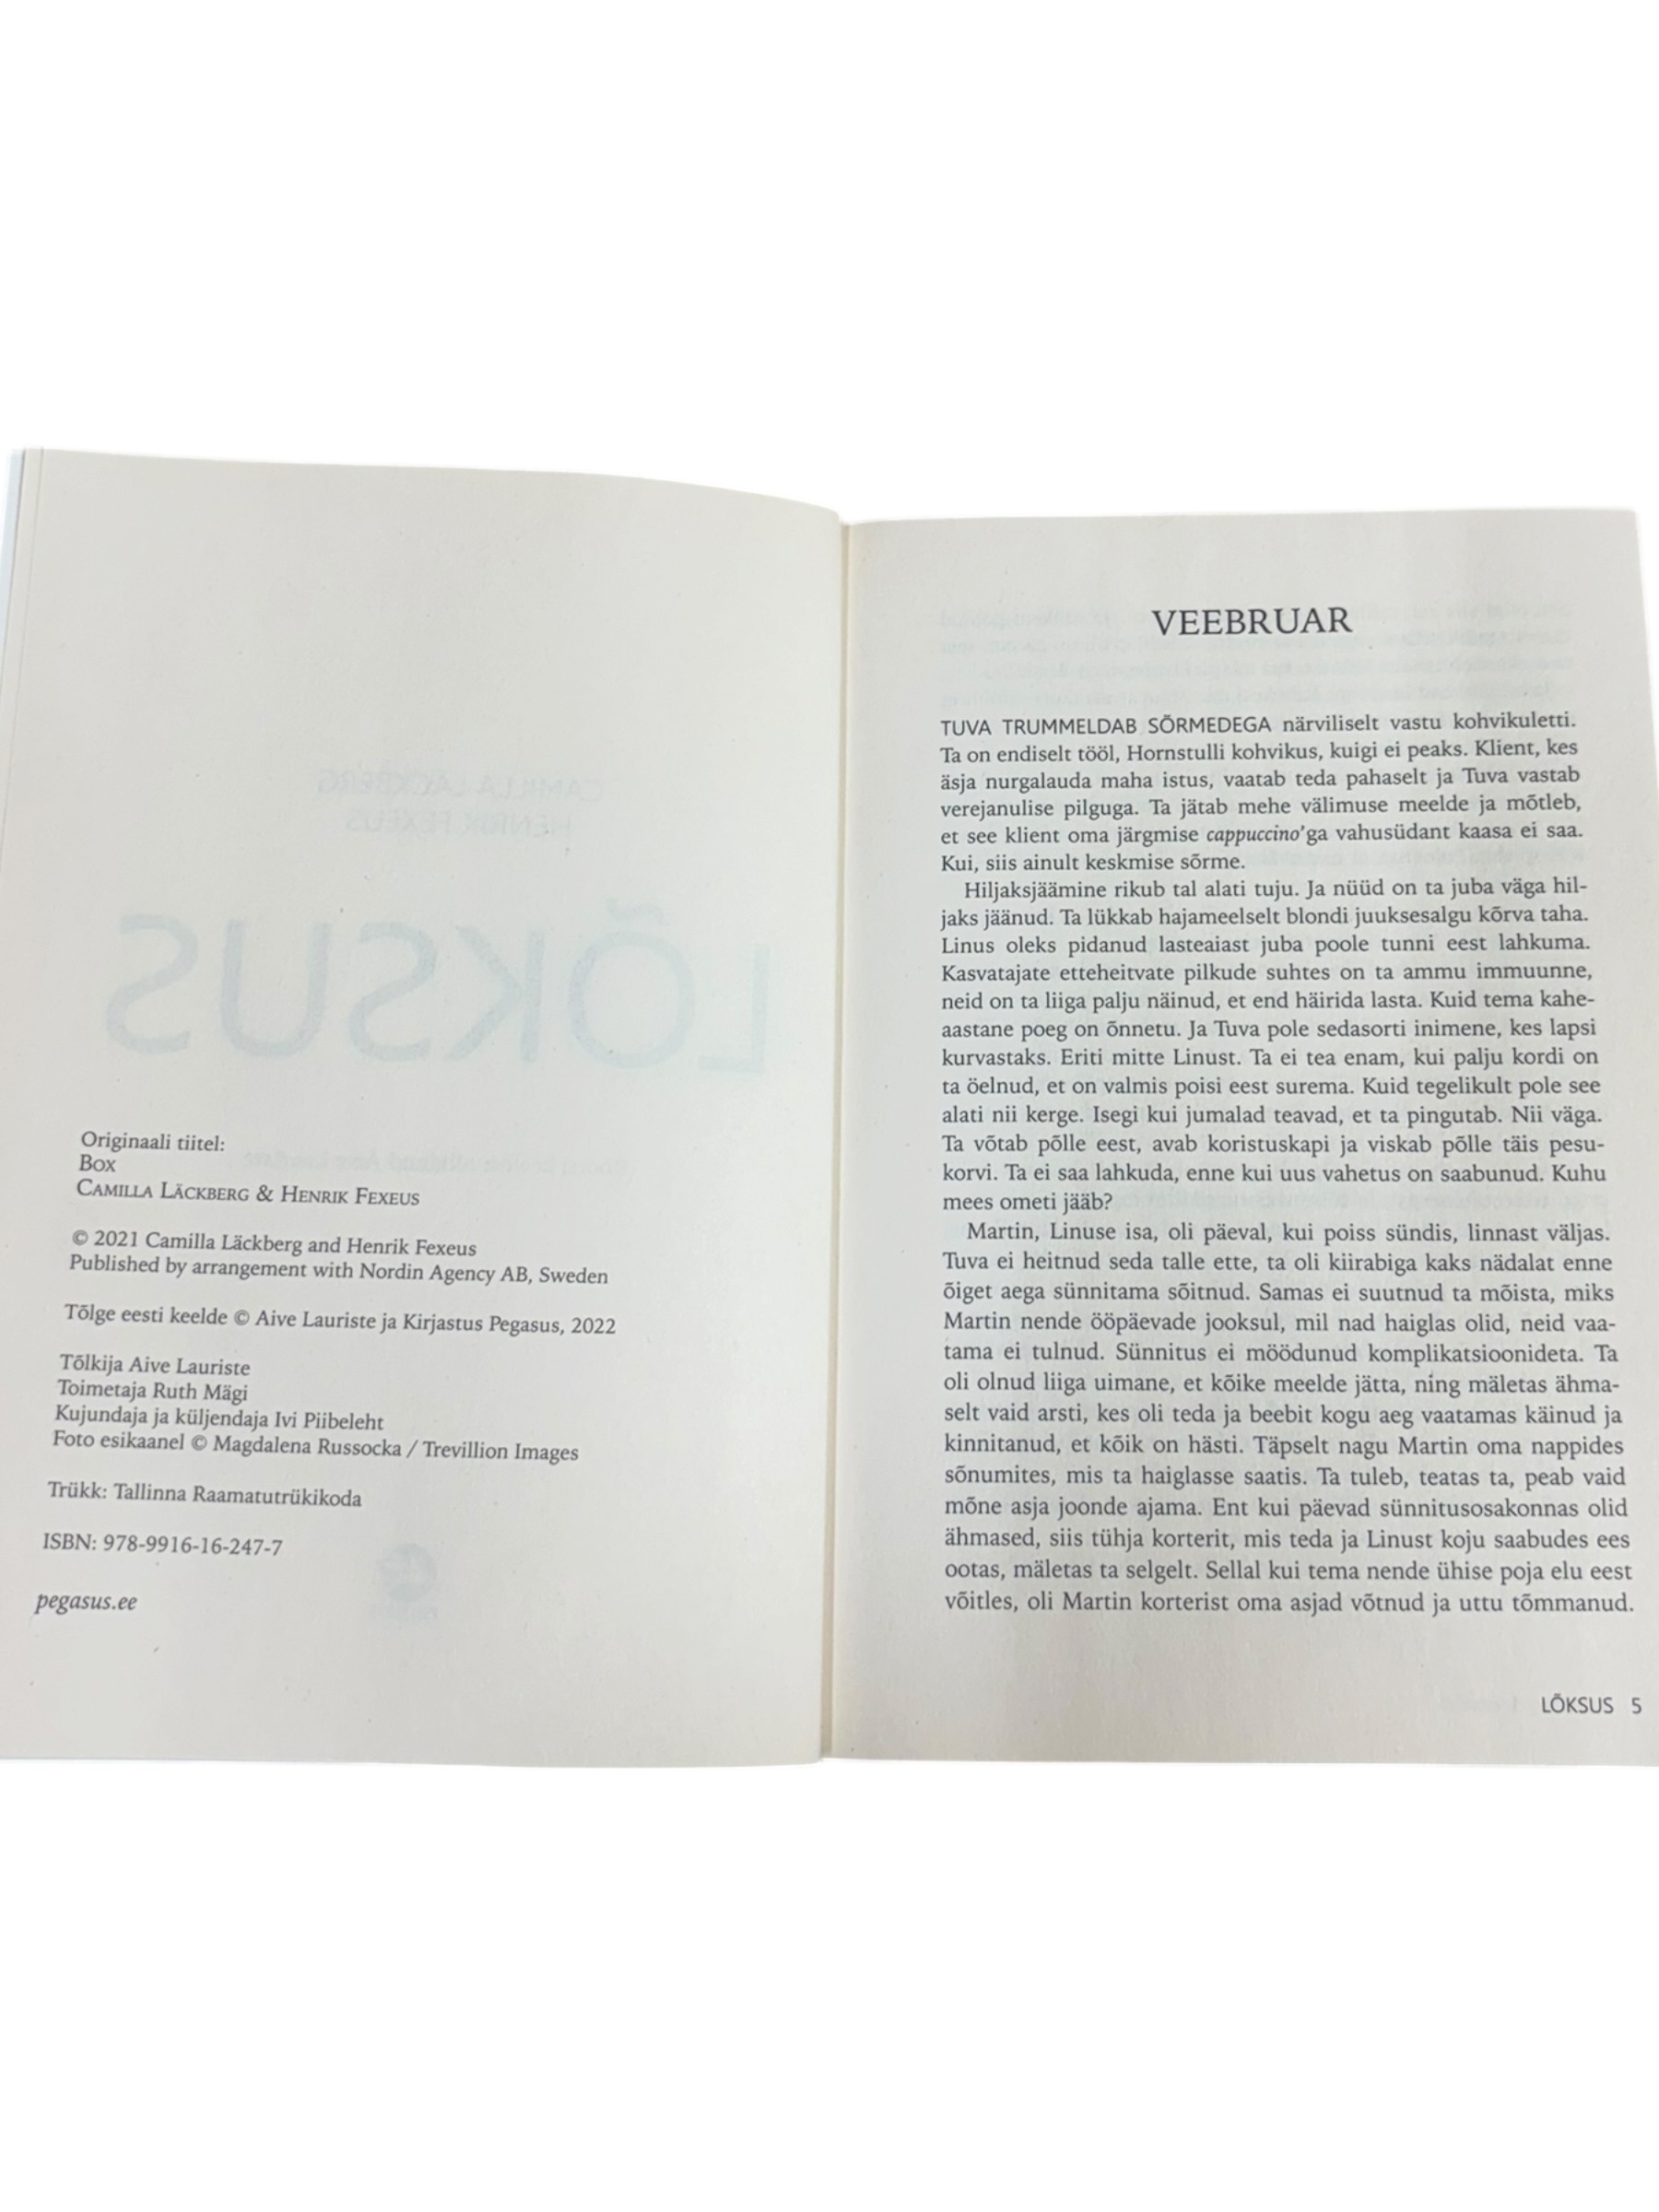 Originaali tiitel:
Box
CAMILLA LÄCKBERG & HENRIK FEXEUS
© 2021 Camilla Läckberg and Henrik Fexeus
Published by arrangement with Nordin Agency AB, Sweden
Tõlge eesti keelde © Aive Lauriste ja Kirjastus Pegasus, 2022
Tõlkija Aive Lauriste
Toimetaja Ruth Mägi
Kujundaja ja küljendaja Ivi Piibeleht
Foto esikaanel © Magdalena Russocka / Trevillion Images
Trükk: Tallinna Raamatutrükikoda
ISBN: 978-9916-16-247-7
pegasus.ee
VEEBRUAR
TUVA TRUMMELDAB SÕRMEDEGA närviliselt vastu kohvikuletti.
Ta on endiselt tööl, Hornstulli kohvikus, kuigi ei peaks. Klient, kes
äsja nurgalauda maha istus, vaatab teda pahaselt ja Tuva vastab
verejanulise pilguga. Ta jätab mehe välimuse meelde ja mõtleb,
et see klient oma järgmise cappuccino'ga vahusüdant kaasa ei saa.
Kui, siis ainult keskmise sõrme.
Hiljaksjäämine rikub tal alati tuju. Ja nüüd on ta juba väga hil-
jaks jäänud. Ta lükkab hajameelselt blondi juuksesalgu kõrva taha.
Linus oleks pidanud lasteaiast juba poole tunni eest lahkuma.
Kasvatajate etteheitvate pilkude suhtes on ta ammu immuunne,
neid on ta liiga palju näinud, et end häirida lasta. Kuid tema kahe-
aastane poeg on õnnetu. Ja Tuva pole sedasorti inimene, kes lapsi
kurvastaks. Eriti mitte Linust. Ta ei tea enam, kui palju kordi on
ta öelnud, et on valmis poisi eest surema. Kuid tegelikult pole see
alati nii kerge. Isegi kui jumalad teavad, et ta pingutab. Nii väga.
Ta võtab põlle eest, avab koristuskapi ja viskab põlle täis pesu-
korvi. Ta ei saa lahkuda, enne kui uus vahetus on saabunud. Kuhu
mees ometi jääb?
Martin, Linuse isa, oli päeval, kui poiss sündis, linnast väljas.
Tuva ei heitnud seda talle ette, ta oli kiirabiga kaks nädalat enne
õiget aega sünnitama sõitnud. Samas ei suutnud ta mõista, miks
Martin nende ööpäevade jooksul, mil nad haiglas olid, neid vaa-
tama ei tulnud. Sünnitus ei möödunud komplikatsioonideta. Ta
oli olnud liiga uimane, et kõike meelde jätta, ning mäletas ähma-
selt vaid arsti, kes oli teda ja beebit kogu aeg vaatamas käinud ja
kinnitanud, et kõik on hästi. Täpselt nagu Martin oma nappides
sõnumites, mis ta haiglasse saatis. Ta tuleb, teatas ta, peab vaid
mõne asja joonde ajama. Ent kui päevad sünnitusosakonnas olid
ähmased, siis tühja korterit, mis teda ja Linust koju saabudes ees
ootas, mäletas ta selgelt. Sellal kui tema nende ühise poja elu eest
võitles, oli Martin korterist oma asjad võtnud ja uttu tõmmanud.
LÕKSUS 5